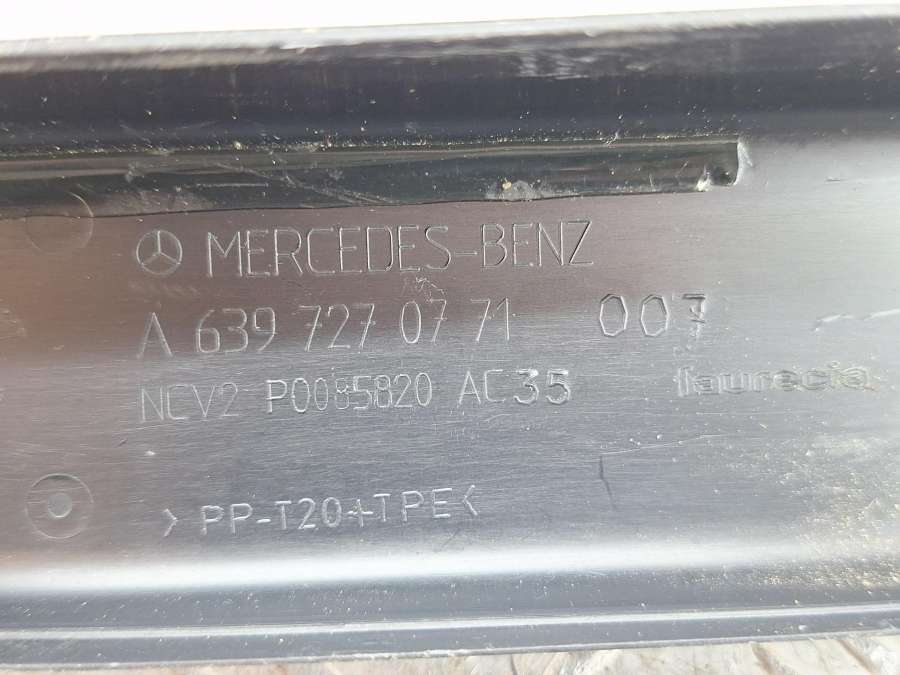 MERCEDES-BENZ
A 639 727 07 71 007
NCV2 P0085820 AC35 faurecia
>PP-T20+TPE<